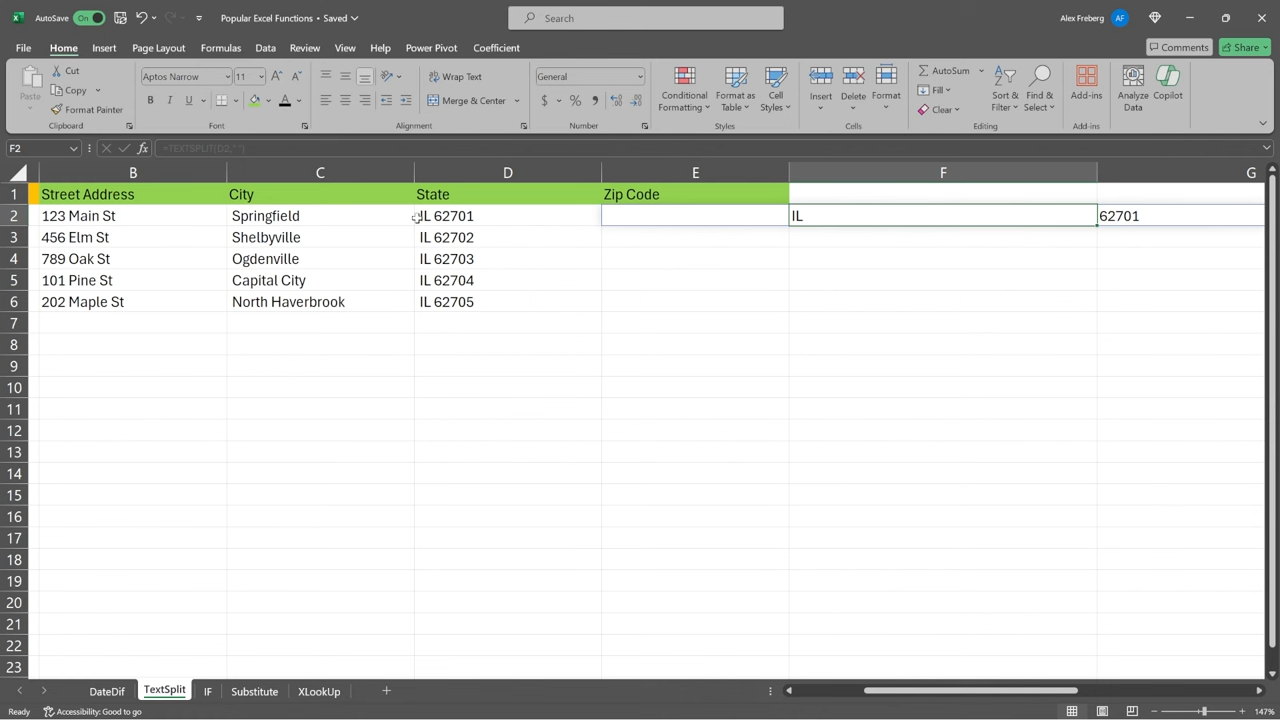 AutoSave On Popular Excel Functions • Saved Search Alex Freberg AF
File Home Insert Page Layout Formulas Data Review View Help Power Pivot Coefficient Comments Share
Paste Cut Copy Format Painter
Clipboard
Aptos Narrow 11 B I U A
Font
Wrap Text
Merge & Center
Alignment
General
$ % 9
Number
Conditional Formatting Format as Table Cell Styles
Styles
Insert Delete Format
Cells
AutoSum
Fill
Clear
Sort & Filter Find & Select
Editing
Add-ins
Add-ins
Analyze Data Copilot
F2 fx =TEXTSPLIT(D2," ")
B C D E F G
1 Street Address City State Zip Code
2 123 Main St Springfield IL 62701 IL 62701
3 456 Elm St Shelbyville IL 62702
4 789 Oak St Ogdenville IL 62703
5 101 Pine St Capital City IL 62704
6 202 Maple St North Haverbrook IL 62705
7
8
9
10
11
12
13
14
15
16
17
18
19
20
21
22
23
DateDif TextSplit IF Substitute XLookUp
Ready Accessibility: Good to go 147%